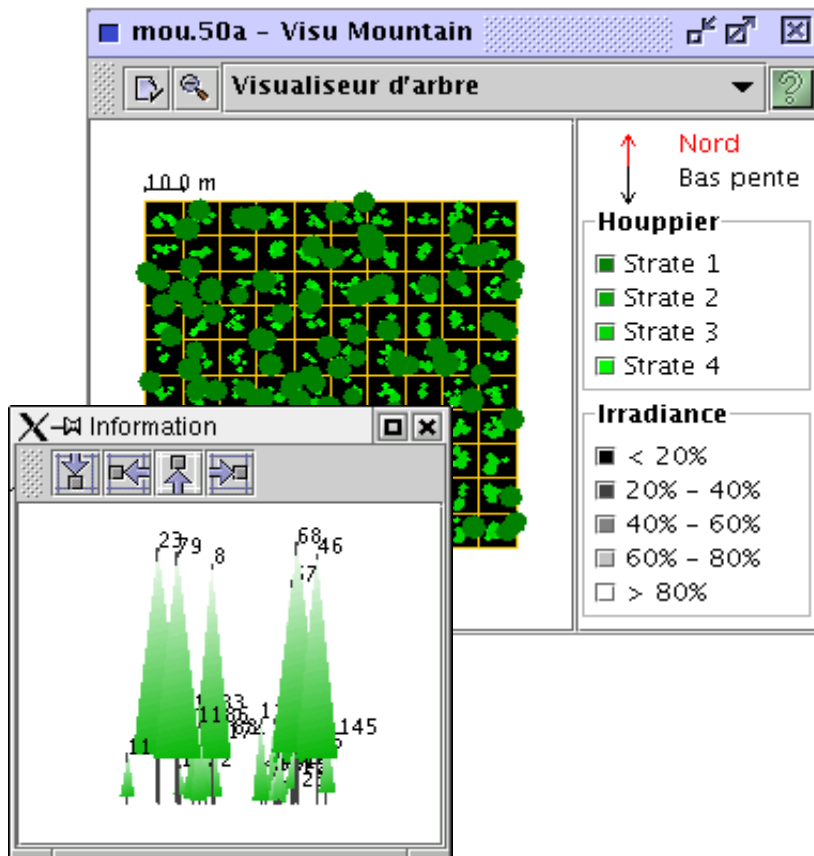 mou.50a - Visu Mountain
Visualiseur d'arbre
10.0 m
Nord
Bas pente
Houppier
Strate 1
Strate 2
Strate 3
Strate 4
Irradiance
< 20%
20% - 40%
40% - 60%
60% - 80%
> 80%
Information
23
79
8
68
46
145